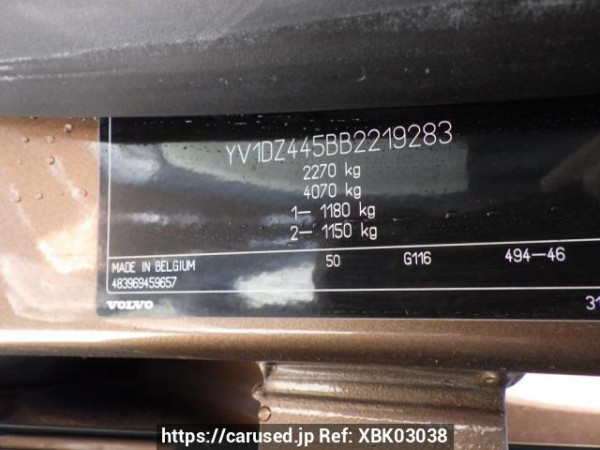 YV1DZ445BB2219283
2270 kg
4070 kg
1– 1180 kg
2– 1150 kg
MADE IN BELGIUM 50 G116 494–46
483969459657
VOLVO 31
https://carused.jp Ref: XBK03038